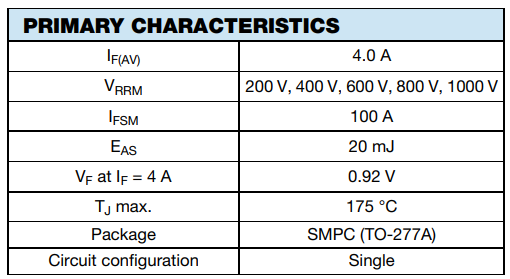 PRIMARY CHARACTERISTICS
IF(AV) 4.0 A
VRRM 200 V, 400 V, 600 V, 800 V, 1000 V
IFSM 100 A
EAS 20 mJ
VF at IF = 4 A 0.92 V
TJ max. 175 °C
Package SMPC (TO-277A)
Circuit configuration Single